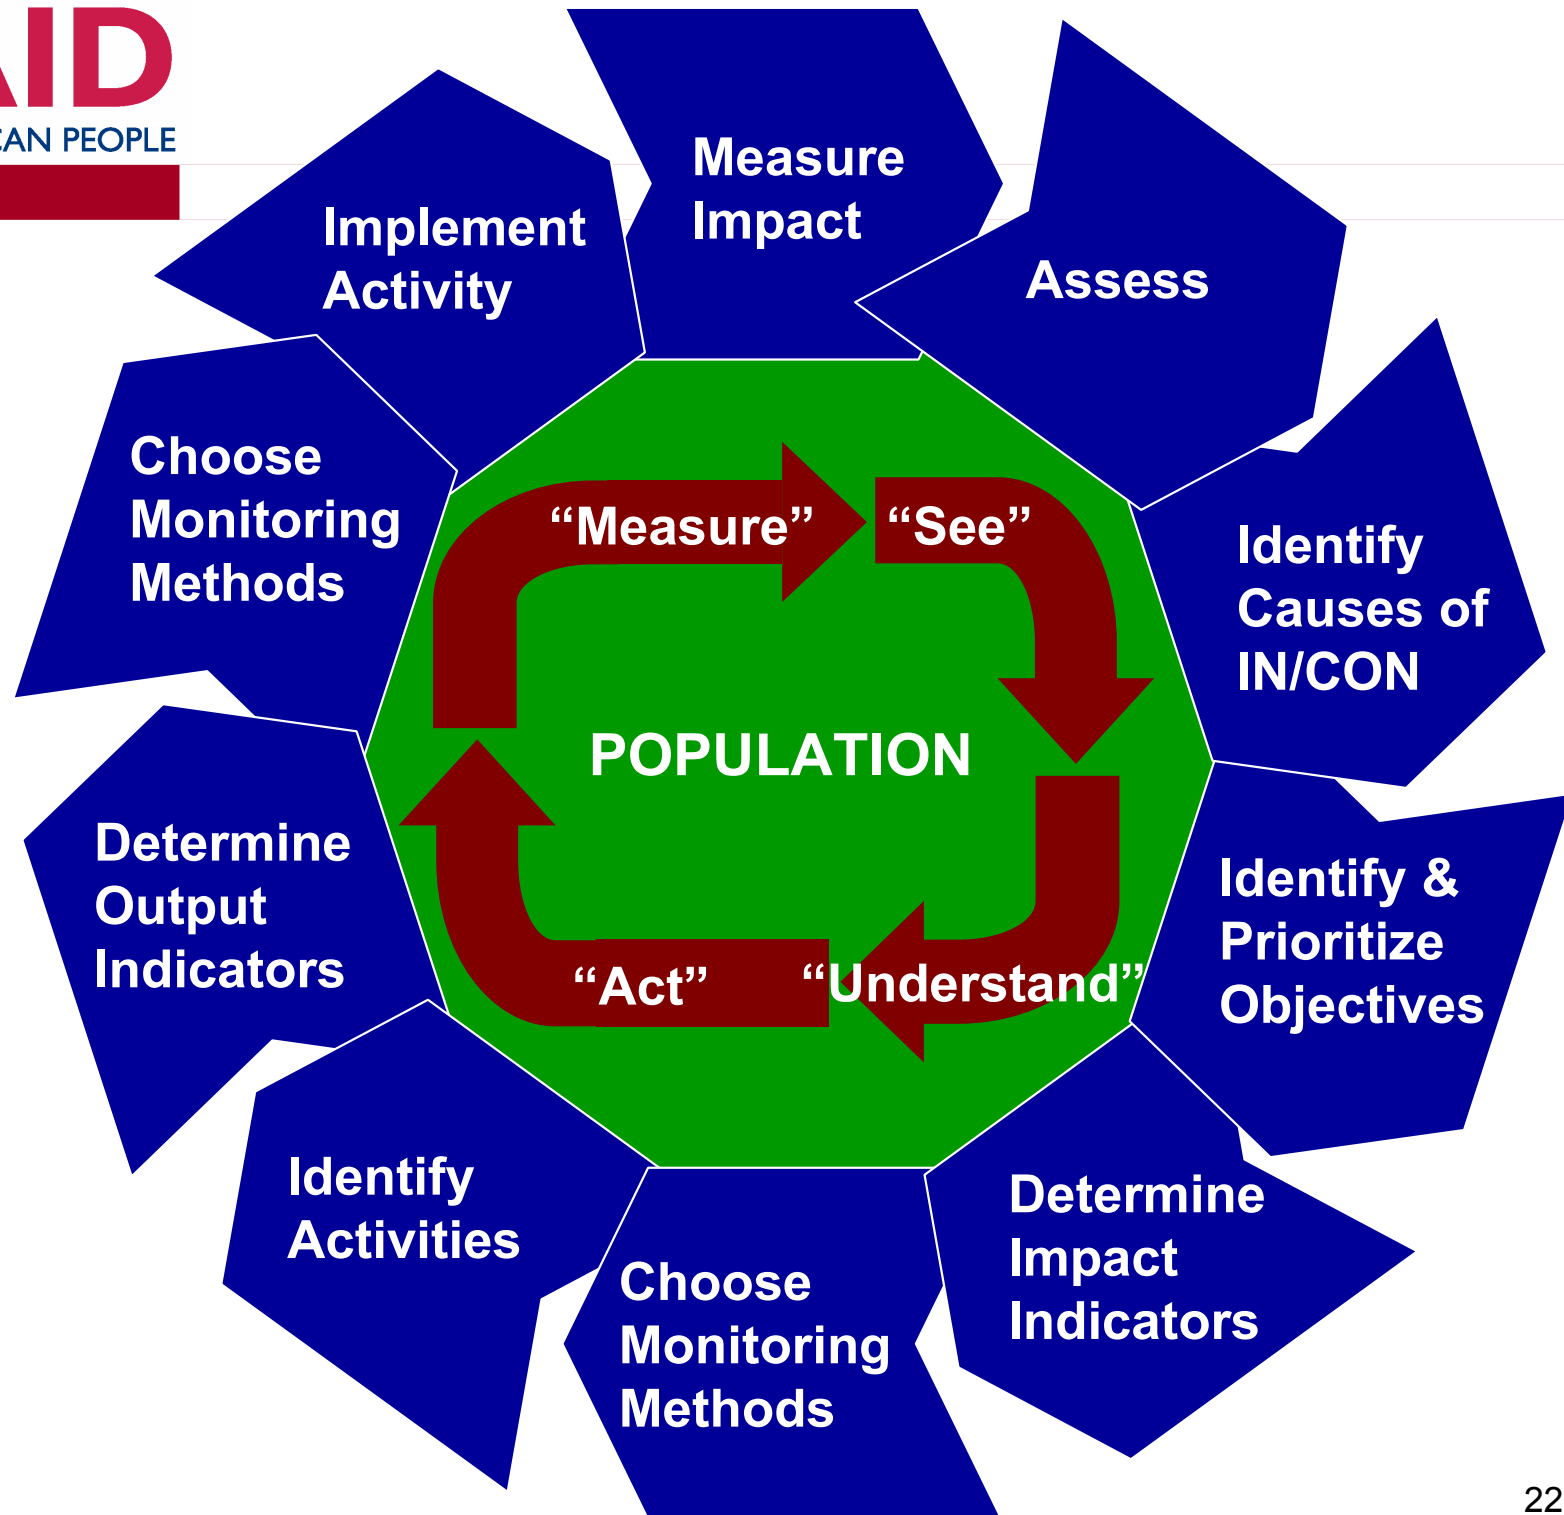 AID
CAN PEOPLE
Measure
Impact
Assess
Identify
Causes of
IN/CON
Identify &
Prioritize
Objectives
Determine
Impact
Indicators
Choose
Monitoring
Methods
Identify
Activities
Determine
Output
Indicators
Choose
Monitoring
Methods
Implement
Activity
“Measure”
“See”
POPULATION
“Understand”
“Act”
22